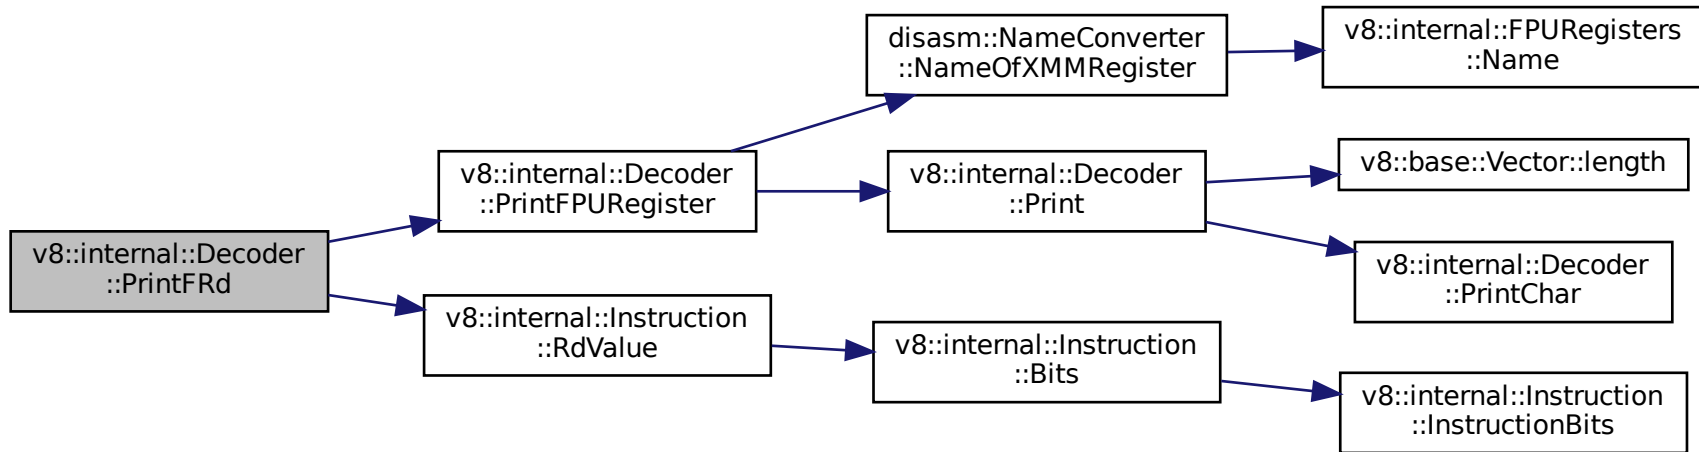 disasm::NameConverter
::NameOfXMMRegister
v8::internal::FPURegisters
::Name
v8::internal::Decoder
::PrintFPURegister
v8::internal::Decoder
::Print
v8::base::Vector::length
v8::internal::Decoder
::PrintFRd
v8::internal::Decoder
::PrintChar
v8::internal::Instruction
::RdValue
v8::internal::Instruction
::Bits
v8::internal::Instruction
::InstructionBits